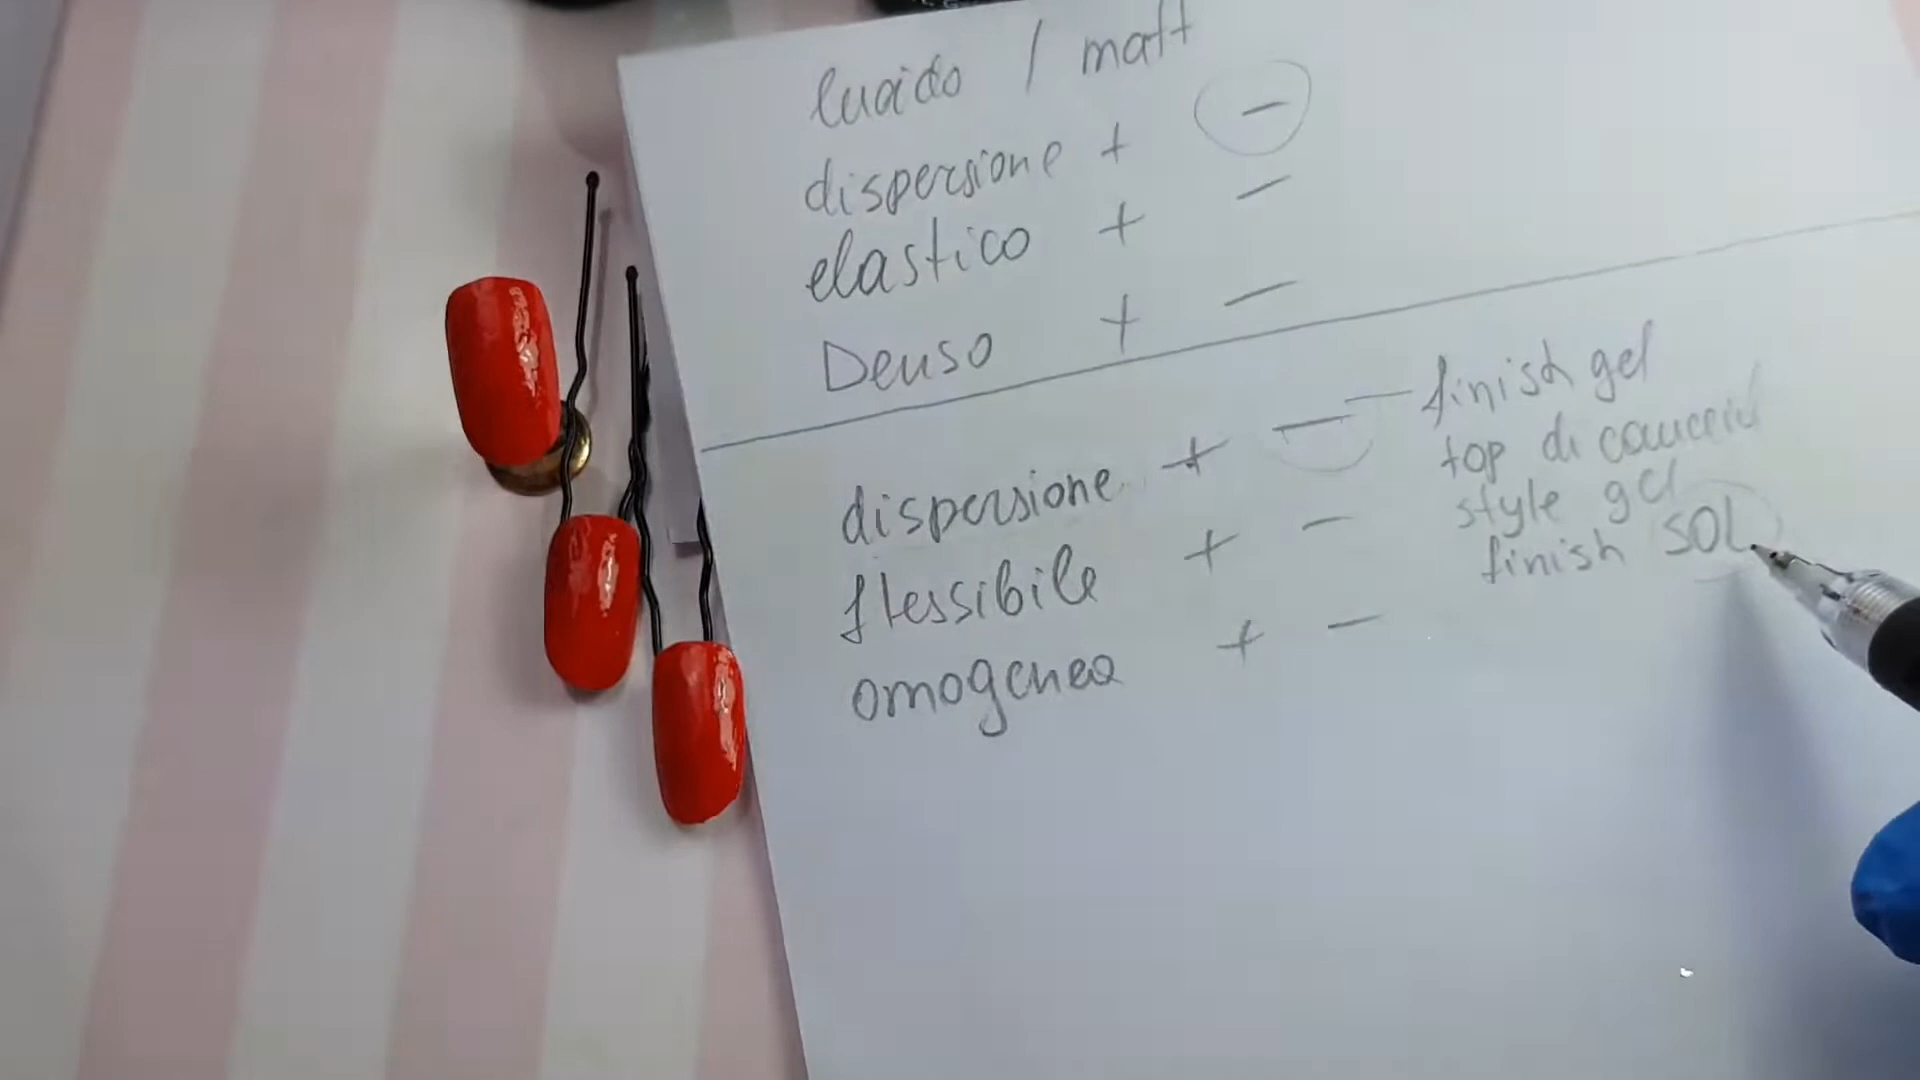 lucido / matt
dispersione + -
elastico + -
Denso + -
dispersione + - - finish gel
top di caucciù
style gel
flessibile + -
finish SOL
omogenea + -